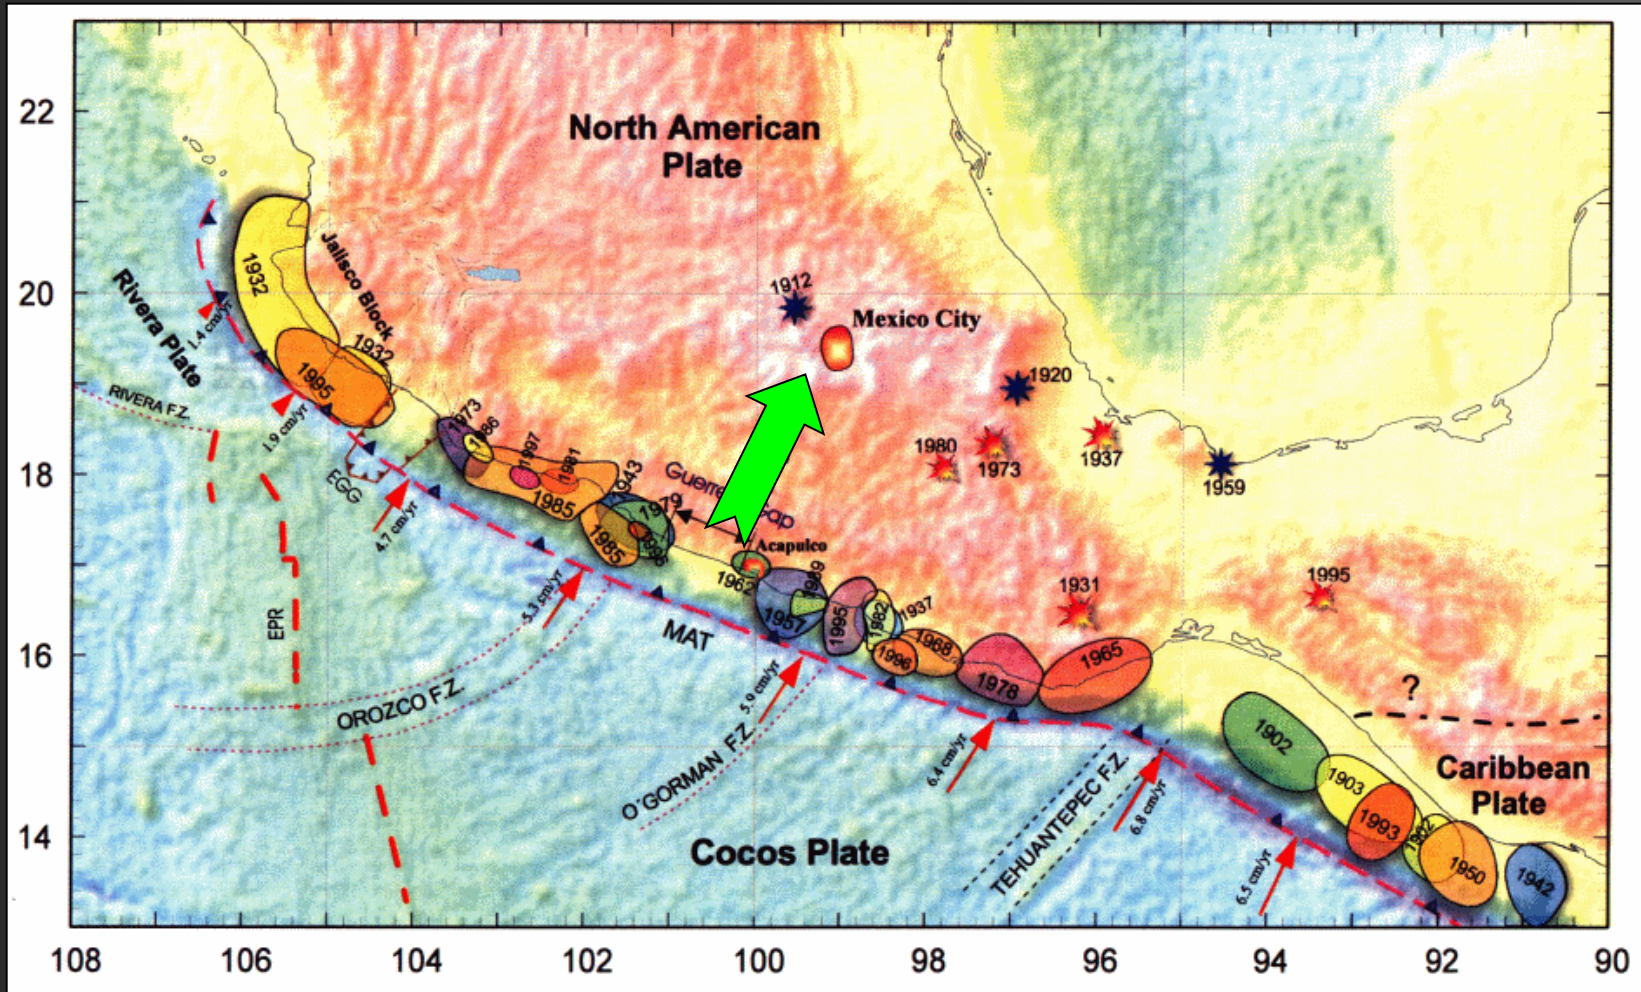 22
20
18
16
14
108
106
104
102
100
98
96
94
92
90
North American
Plate
Rivera Plate
Jalisco Block
1932
1932
1995
1.4 cm/yr
RIVERA F.Z.
1.9 cm/yr
EGG
4.7 cm/yr
1973
1997
1981
1985
1943
1979
1985
1912
Mexico City
1920
1980
1973
1937
1959
Acapulco
1962
1957
1995
1982
1937
1996
1968
1978
1965
1931
1995
EPR
OROZCO F.Z.
5.3 cm/yr
MAT
5.9 cm/yr
O'GORMAN F.Z.
6.4 cm/yr
Cocos Plate
TEHUANTEPEC F.Z.
6.8 cm/yr
6.5 cm/yr
?
Caribbean
Plate
1902
1903
1993
1902
1950
1942